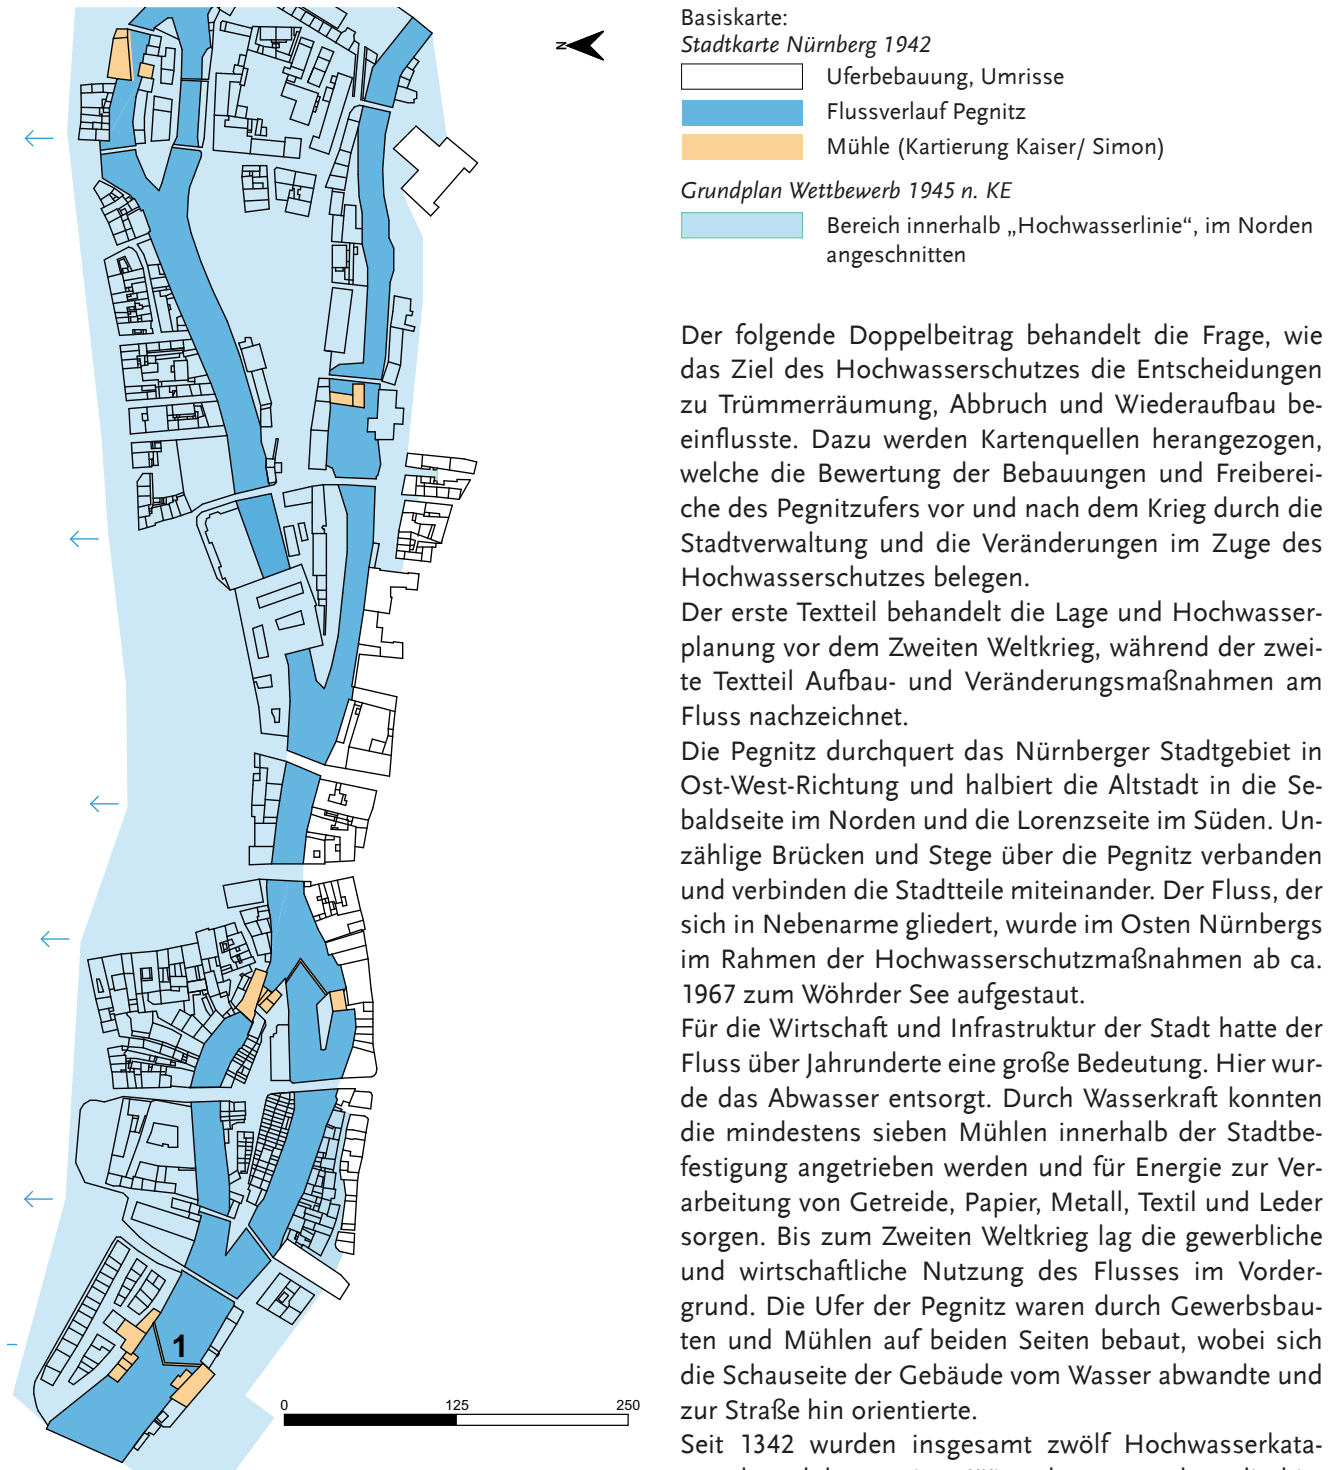 N
1
0
125
250
Basiskarte:
Stadtkarte Nürnberg 1942
Uferbebauung, Umrisse
Flussverlauf Pegnitz
Mühle (Kartierung Kaiser/ Simon)
Grundplan Wettbewerb 1945 n. KE
Bereich innerhalb „Hochwasserlinie“, im Norden
angeschnitten
Der folgende Doppelbeitrag behandelt die Frage, wie
das Ziel des Hochwasserschutzes die Entscheidungen
zu Trümmerräumung, Abbruch und Wiederaufbau be-
einflusste. Dazu werden Kartenquellen herangezogen,
welche die Bewertung der Bebauungen und Freiberei-
che des Pegnitzufers vor und nach dem Krieg durch die
Stadtverwaltung und die Veränderungen im Zuge des
Hochwasserschutzes belegen.
Der erste Textteil behandelt die Lage und Hochwasser-
planung vor dem Zweiten Weltkrieg, während der zwei-
te Textteil Aufbau- und Veränderungsmaßnahmen am
Fluss nachzeichnet.
Die Pegnitz durchquert das Nürnberger Stadtgebiet in
Ost-West-Richtung und halbiert die Altstadt in die Se-
baldseite im Norden und die Lorenzseite im Süden. Un-
zählige Brücken und Stege über die Pegnitz verbanden
und verbinden die Stadtteile miteinander. Der Fluss, der
sich in Nebenarme gliedert, wurde im Osten Nürnbergs
im Rahmen der Hochwasserschutzmaßnahmen ab ca.
1967 zum Wöhrder See aufgestaut.
Für die Wirtschaft und Infrastruktur der Stadt hatte der
Fluss über Jahrhunderte eine große Bedeutung. Hier wur-
de das Abwasser entsorgt. Durch Wasserkraft konnten
die mindestens sieben Mühlen innerhalb der Stadtbe-
festigung angetrieben werden und für Energie zur Ver-
arbeitung von Getreide, Papier, Metall, Textil und Leder
sorgen. Bis zum Zweiten Weltkrieg lag die gewerbliche
und wirtschaftliche Nutzung des Flusses im Vorder-
grund. Die Ufer der Pegnitz waren durch Gewerbsbau-
ten und Mühlen auf beiden Seiten bebaut, wobei sich
die Schauseite der Gebäude vom Wasser abwandte und
zur Straße hin orientierte.
Seit 1342 wurden insgesamt zwölf Hochwasserkata-